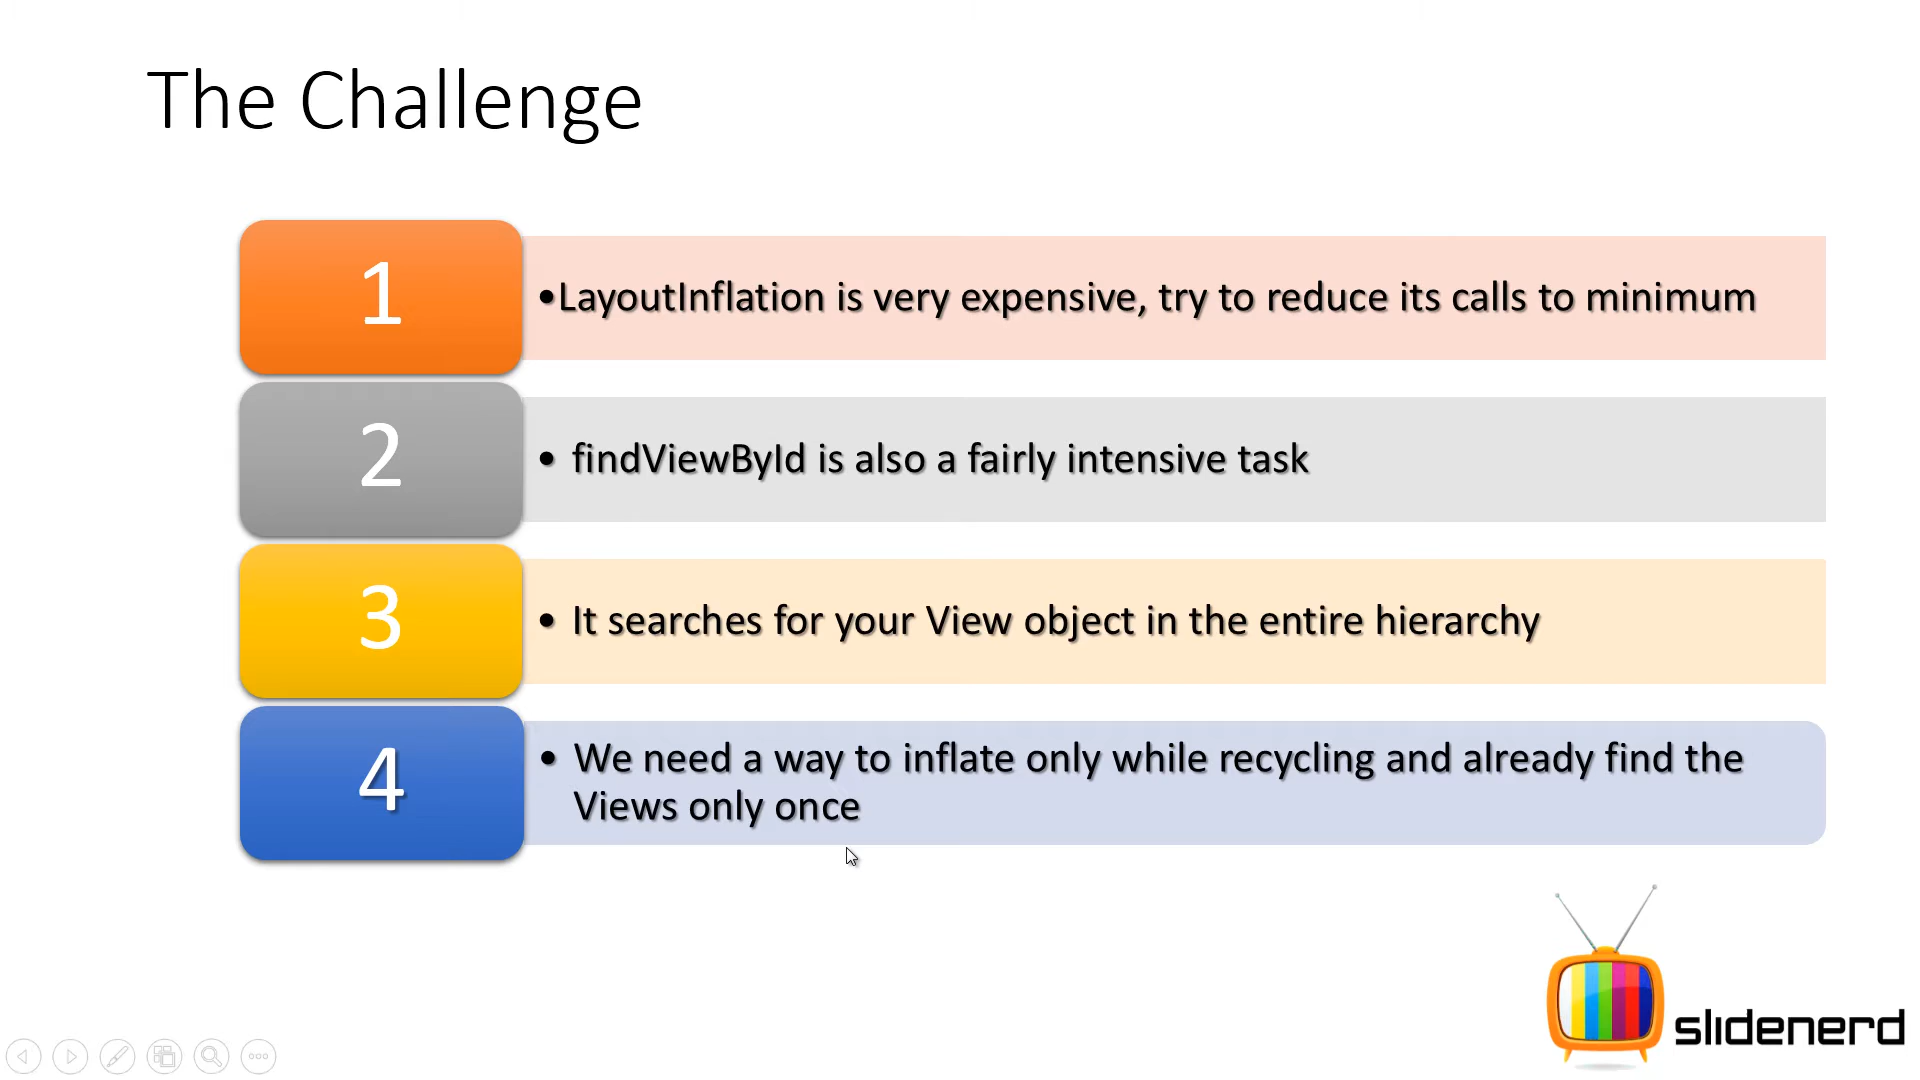 The Challenge
1
•LayoutInflation is very expensive, try to reduce its calls to minimum
2
• findViewById is also a fairly intensive task
3
• It searches for your View object in the entire hierarchy
4
• We need a way to inflate only while recycling and already find the
Views only once
slidenerd